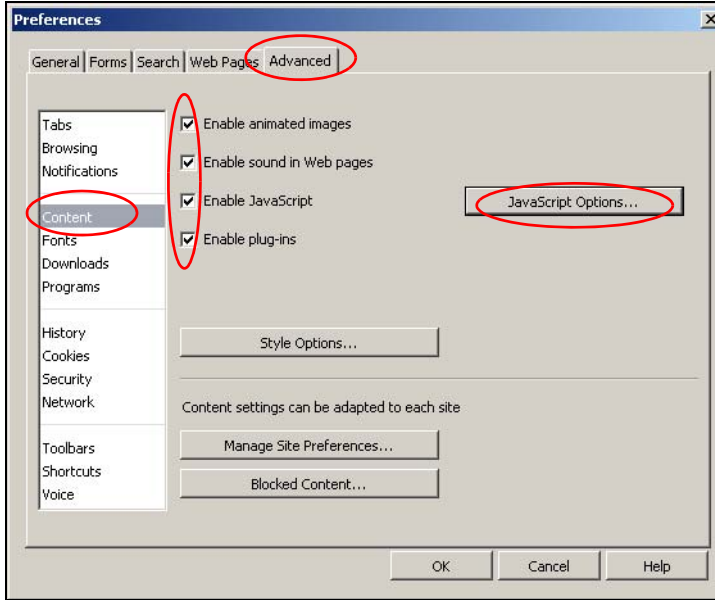 Preferences
General Forms Search Web Pages Advanced
Tabs
Browsing
Notifications
Content
Fonts
Downloads
Programs
History
Cookies
Security
Network
Toolbars
Shortcuts
Voice
Enable animated images
Enable sound in Web pages
Enable JavaScript
JavaScript Options...
Enable plug-ins
Style Options...
Content settings can be adapted to each site
Manage Site Preferences...
Blocked Content...
OK Cancel Help